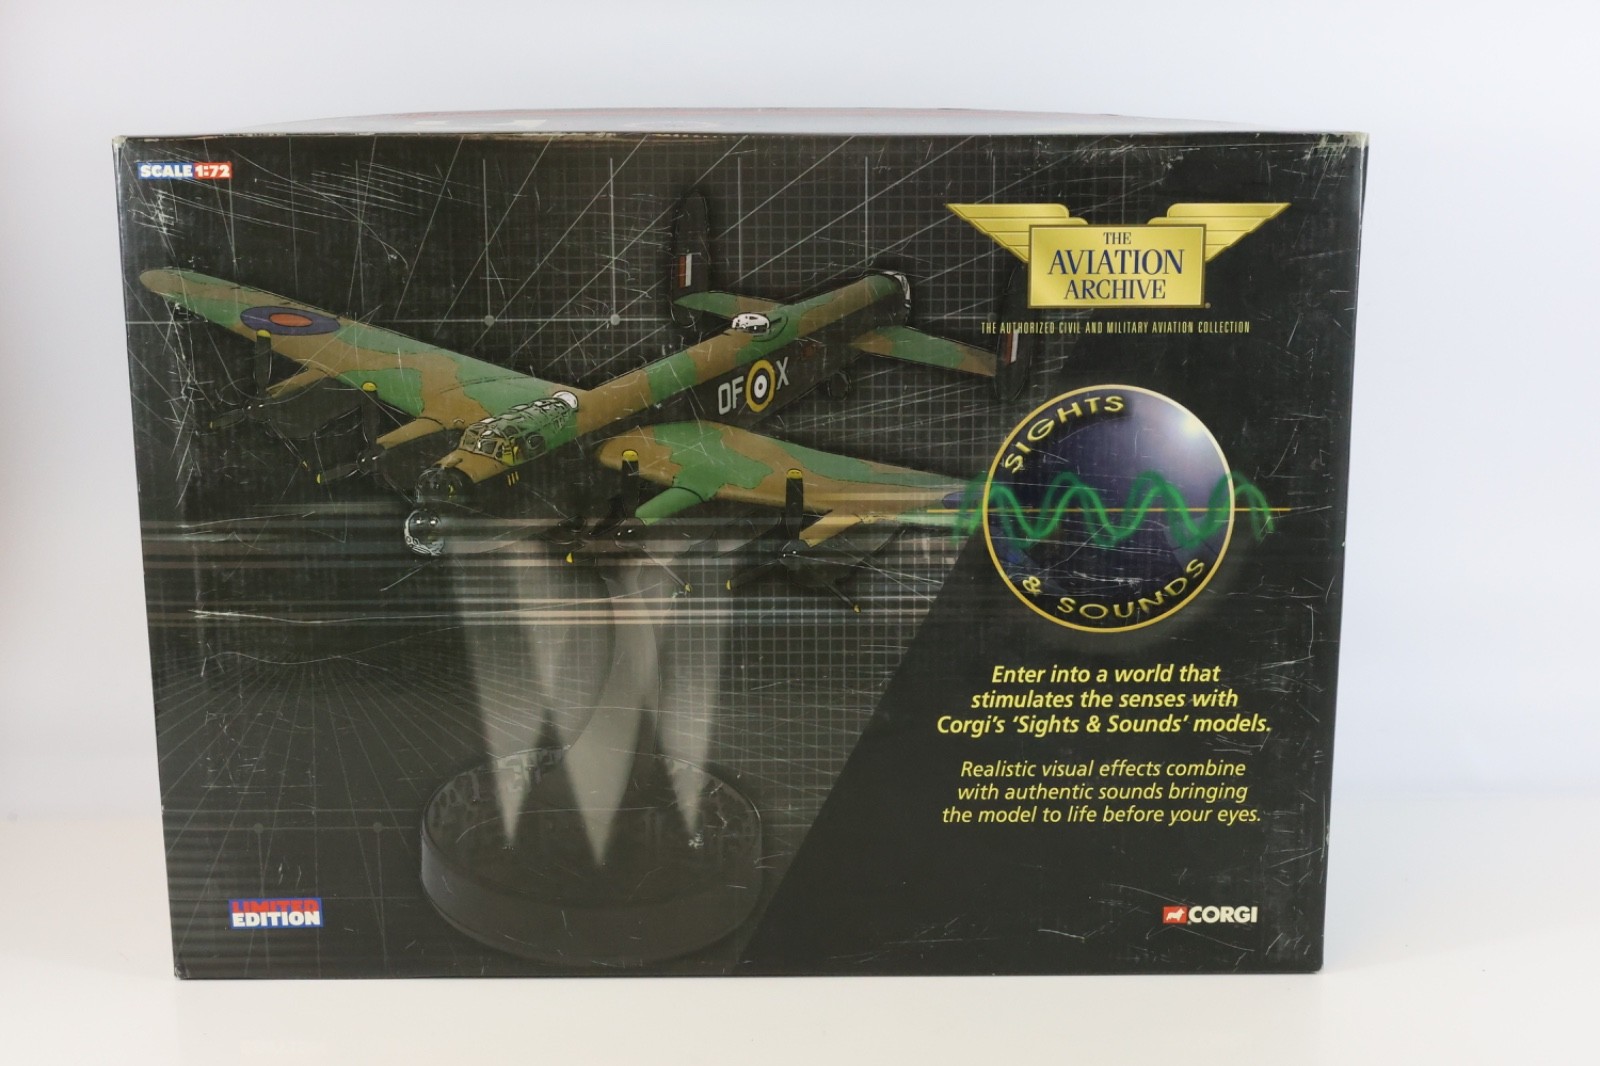 SCALE 1:72
THE
AVIATION
ARCHIVE
THE AUTHORIZED CIVIL AND MILITARY AVIATION COLLECTION
OF X
SIGHTS
& SOUNDS
Enter into a world that
stimulates the senses with
Corgi's 'Sights & Sounds' models.
Realistic visual effects combine
with authentic sounds bringing
the model to life before your eyes.
LIMITED
EDITION
CORGI